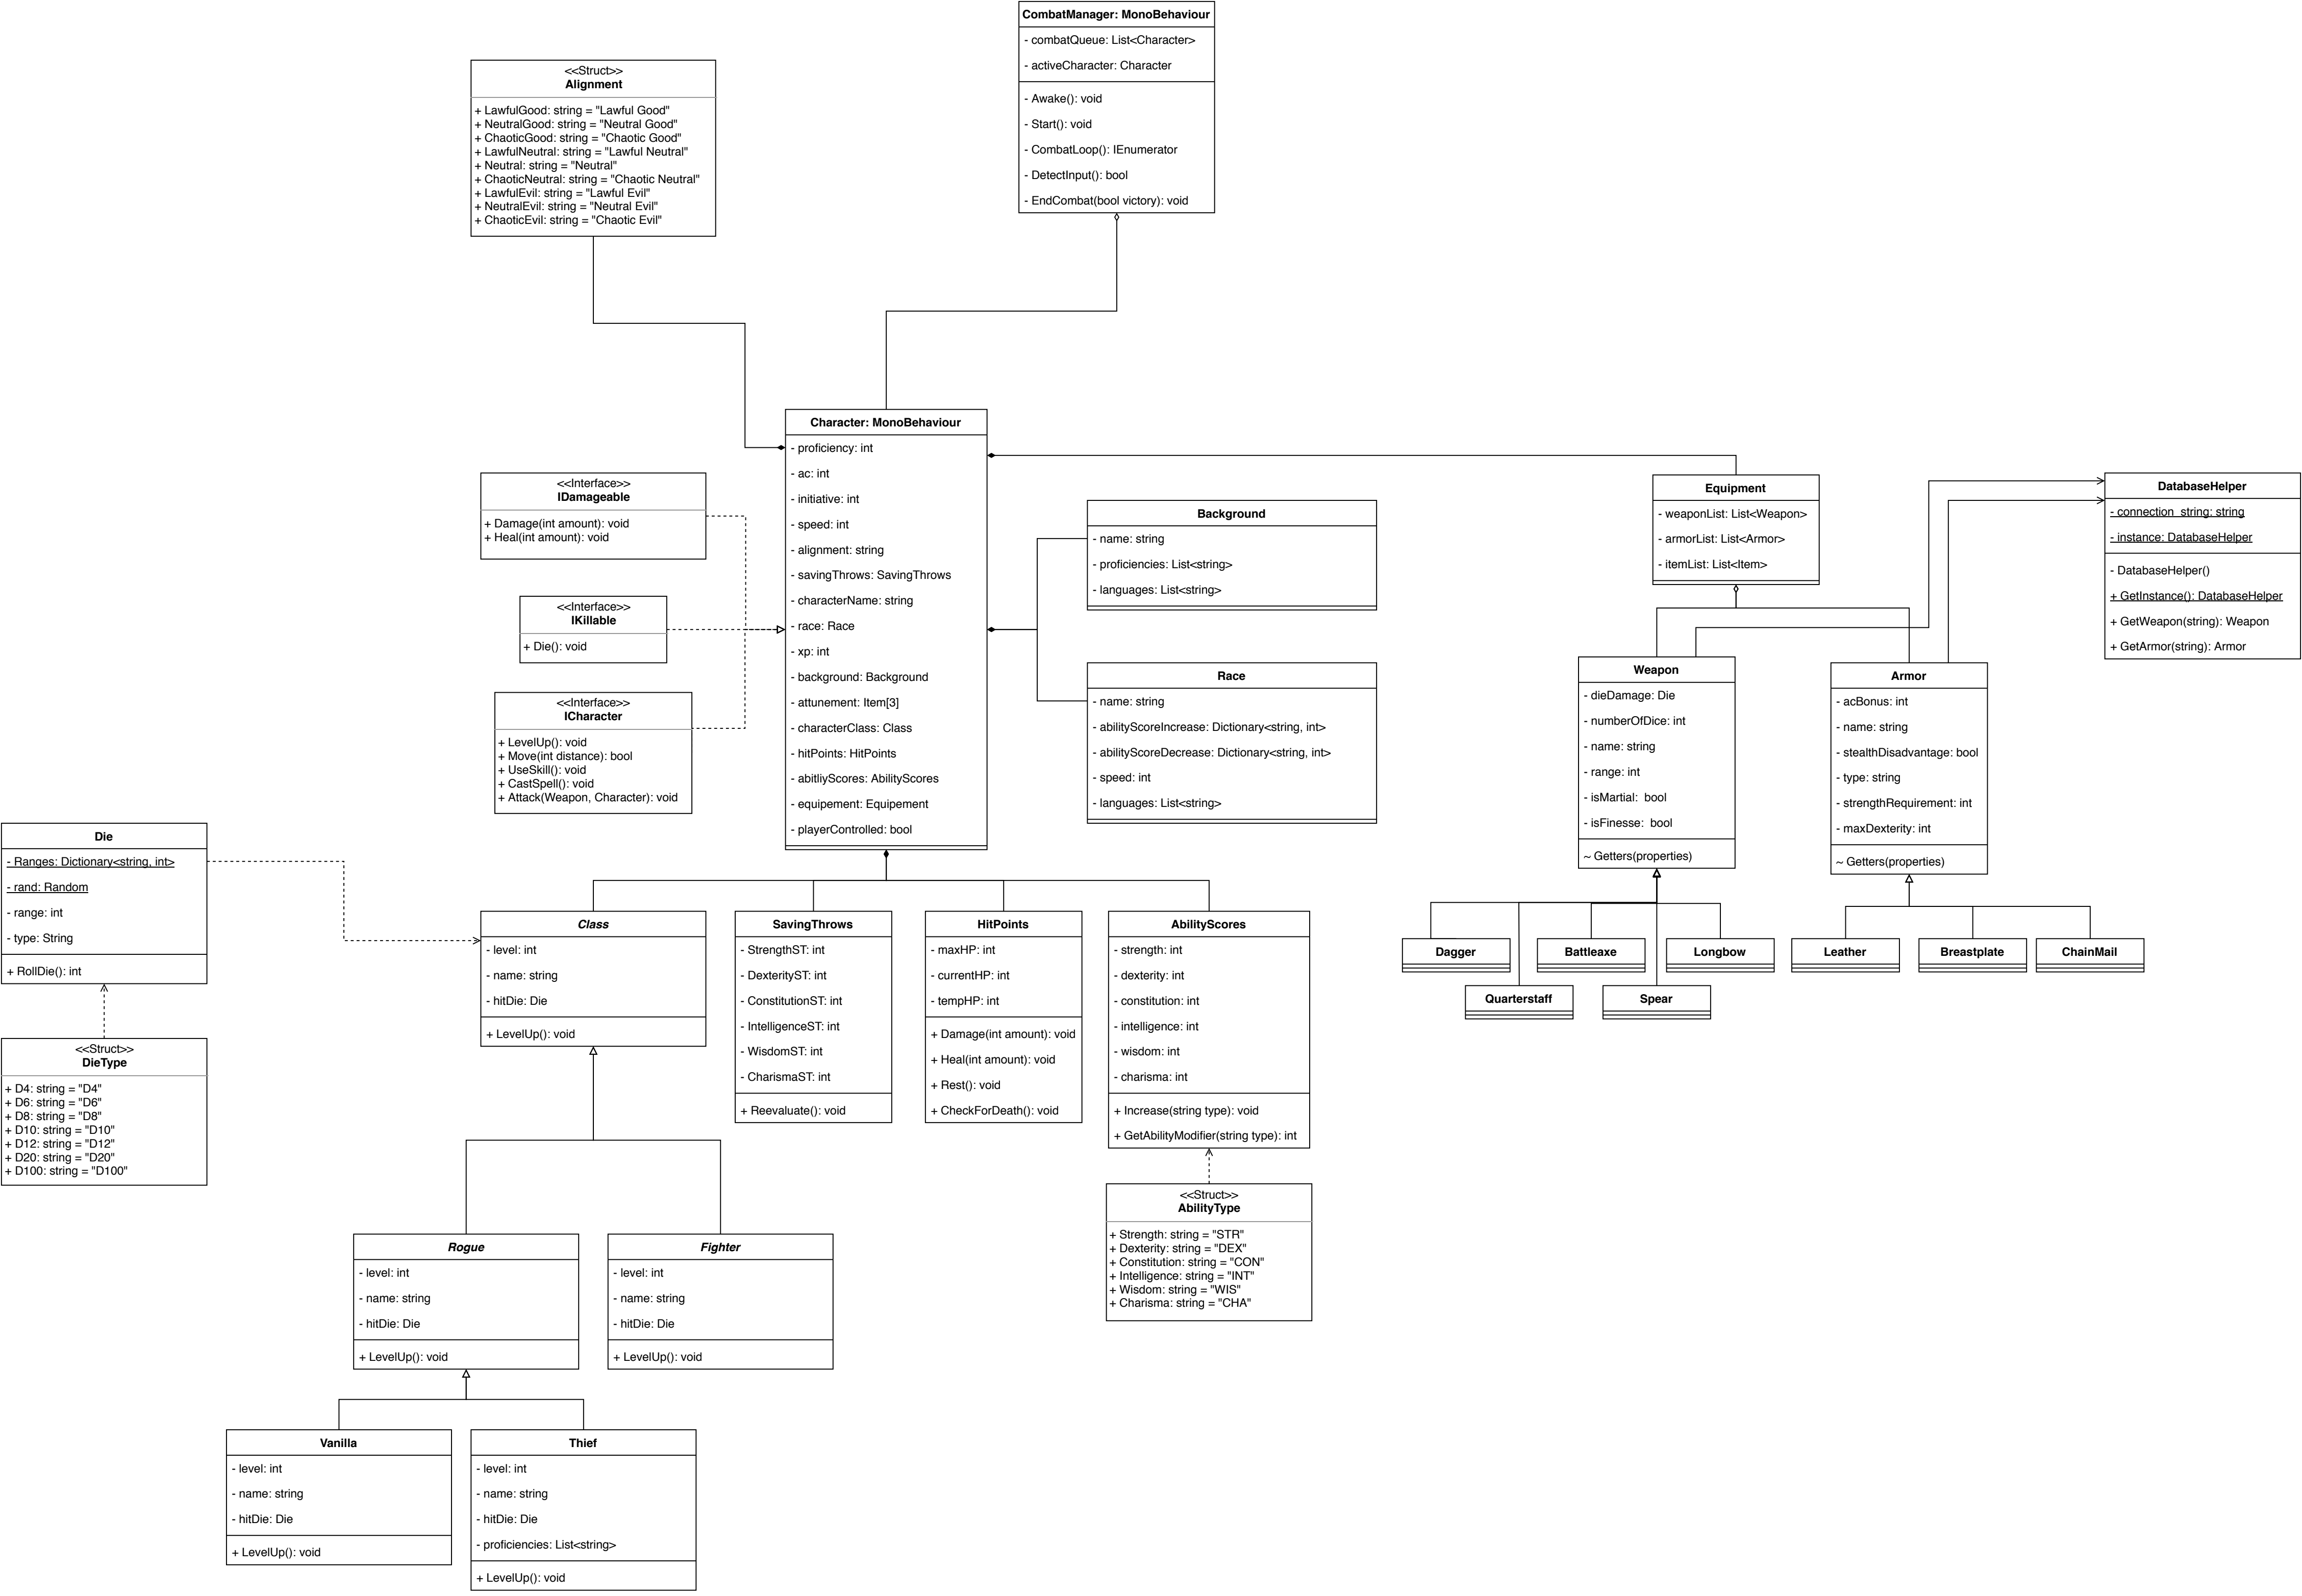 CombatManager: MonoBehaviour
- combatQueue: List<Character>
- activeCharacter: Character
- Awake(): void
- Start(): void
- CombatLoop(): IEnumerator
- DetectInput(): bool
- EndCombat(bool victory): void
<<Struct>>
Alignment
+ LawfulGood: string = "Lawful Good"
+ NeutralGood: string = "Neutral Good"
+ ChaoticGood: string = "Chaotic Good"
+ LawfulNeutral: string = "Lawful Neutral"
+ Neutral: string = "Neutral"
+ ChaoticNeutral: string = "Chaotic Neutral"
+ LawfulEvil: string = "Lawful Evil"
+ NeutralEvil: string = "Neutral Evil"
+ ChaoticEvil: string = "Chaotic Evil"
Character: MonoBehaviour
- proficiency: int
- ac: int
- initiative: int
- speed: int
- alignment: string
- savingThrows: SavingThrows
- characterName: string
- race: Race
- xp: int
- background: Background
- attunement: Item[3]
- characterClass: Class
- hitPoints: HitPoints
- abitliyScores: AbilityScores
- equipement: Equipement
- playerControlled: bool
<<Interface>>
IDamageable
+ Damage(int amount): void
+ Heal(int amount): void
<<Interface>>
IKillable
+ Die(): void
<<Interface>>
ICharacter
+ LevelUp(): void
+ Move(int distance): bool
+ UseSkill(): void
+ CastSpell(): void
+ Attack(Weapon, Character): void
Background
- name: string
- proficiencies: List<string>
- languages: List<string>
Race
- name: string
- abilityScoreIncrease: Dictionary<string, int>
- abilityScoreDecrease: Dictionary<string, int>
- speed: int
- languages: List<string>
Equipment
- weaponList: List<Weapon>
- armorList: List<Armor>
- itemList: List<Item>
DatabaseHelper
- connection_string: string
- instance: DatabaseHelper
- DatabaseHelper()
+ GetInstance(): DatabaseHelper
+ GetWeapon(string): Weapon
+ GetArmor(string): Armor
Weapon
- dieDamage: Die
- numberOfDice: int
- name: string
- range: int
- isMartial:  bool
- isFinesse:  bool
~ Getters(properties)
Armor
- acBonus: int
- name: string
- stealthDisadvantage: bool
- type: string
- strengthRequirement: int
- maxDexterity: int
~ Getters(properties)
Dagger
Battleaxe
Longbow
Quarterstaff
Spear
Leather
Breastplate
ChainMail
Die
- Ranges: Dictionary<string, int>
- rand: Random
- range: int
- type: String
+ RollDie(): int
<<Struct>>
DieType
+ D4: string = "D4"
+ D6: string = "D6"
+ D8: string = "D8"
+ D10: string = "D10"
+ D12: string = "D12"
+ D20: string = "D20"
+ D100: string = "D100"
Class
- level: int
- name: string
- hitDie: Die
+ LevelUp(): void
SavingThrows
- StrengthST: int
- DexterityST: int
- ConstitutionST: int
- IntelligenceST: int
- WisdomST: int
- CharismaST: int
+ Reevaluate(): void
HitPoints
- maxHP: int
- currentHP: int
- tempHP: int
+ Damage(int amount): void
+ Heal(int amount): void
+ Rest(): void
+ CheckForDeath(): void
AbilityScores
- strength: int
- dexterity: int
- constitution: int
- intelligence: int
- wisdom: int
- charisma: int
+ Increase(string type): void
+ GetAbilityModifier(string type): int
<<Struct>>
AbilityType
+ Strength: string = "STR"
+ Dexterity: string = "DEX"
+ Constitution: string = "CON"
+ Intelligence: string = "INT"
+ Wisdom: string = "WIS"
+ Charisma: string = "CHA"
Rogue
- level: int
- name: string
- hitDie: Die
+ LevelUp(): void
Fighter
- level: int
- name: string
- hitDie: Die
+ LevelUp(): void
Vanilla
- level: int
- name: string
- hitDie: Die
+ LevelUp(): void
Thief
- level: int
- name: string
- hitDie: Die
- proficiencies: List<string>
+ LevelUp(): void